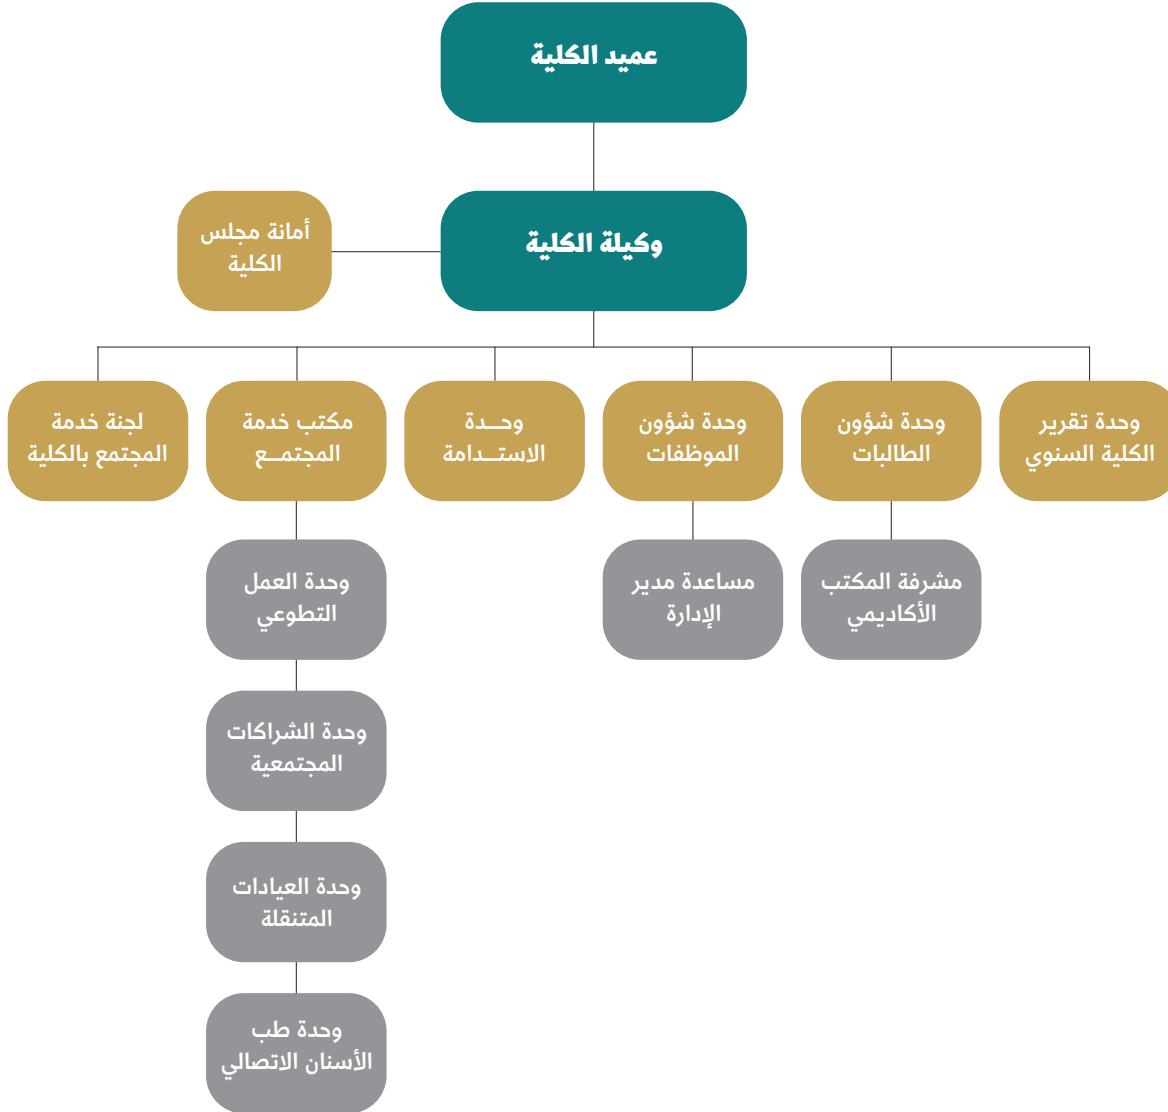 عميد الكلية
وكيلة الكلية
أمانة مجلس
الكلية
وحدة تقرير
الكلية السنوي
وحدة شؤون
الطالبات
وحدة شؤون
الموظفات
وحـــدة
الاستـــدامة
مكتب خدمة
المجتمــع
لجنة خدمة
المجتمع بالكلية
مشرفة المكتب
الأكاديمي
مساعدة مدير
الإدارة
وحدة العمل
التطوعي
وحدة الشراكات
المجتمعية
وحدة العيادات
المتنقلة
وحدة طب
الأسنان الاتصالي